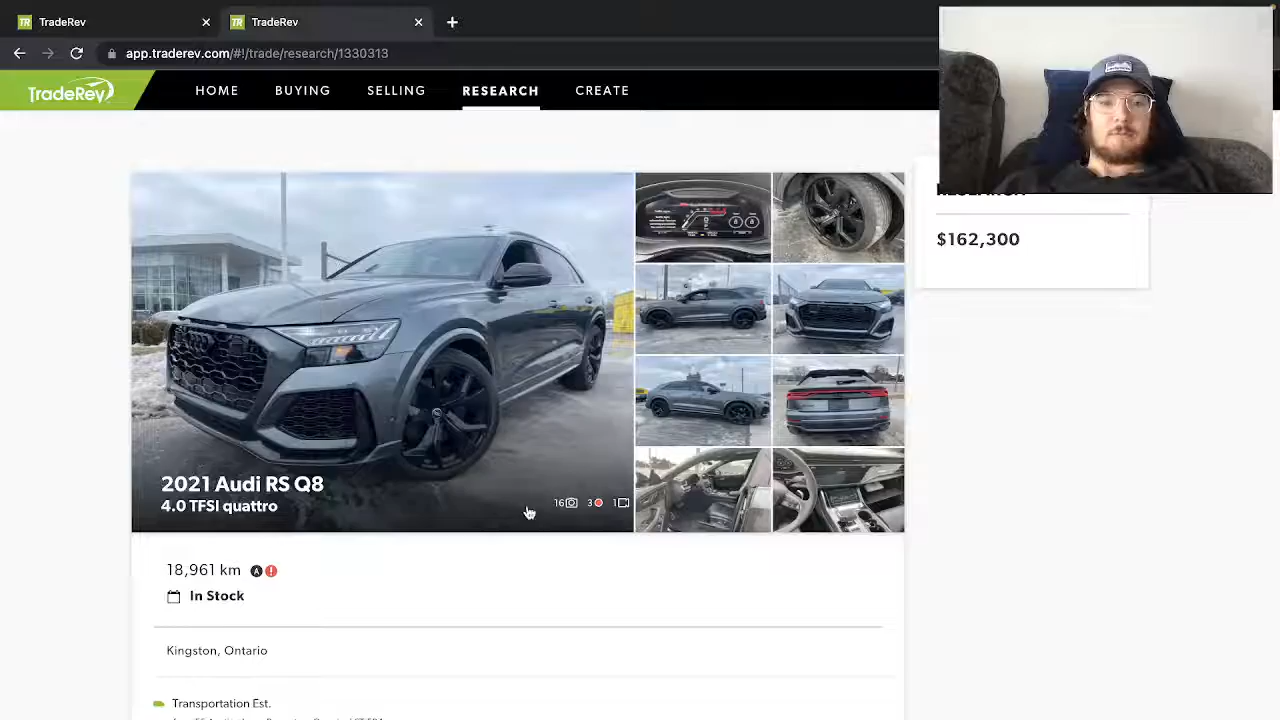 TradeRev
TradeRev
app.traderev.com/#!/trade/research/1330313
TradeRev
HOME
BUYING
SELLING
RESEARCH
CREATE
RESEARCH
$162,300
2021 Audi RS Q8
4.0 TFSI quattro
16
3
1
18,961 km
In Stock
Kingston, Ontario
Transportation Est.